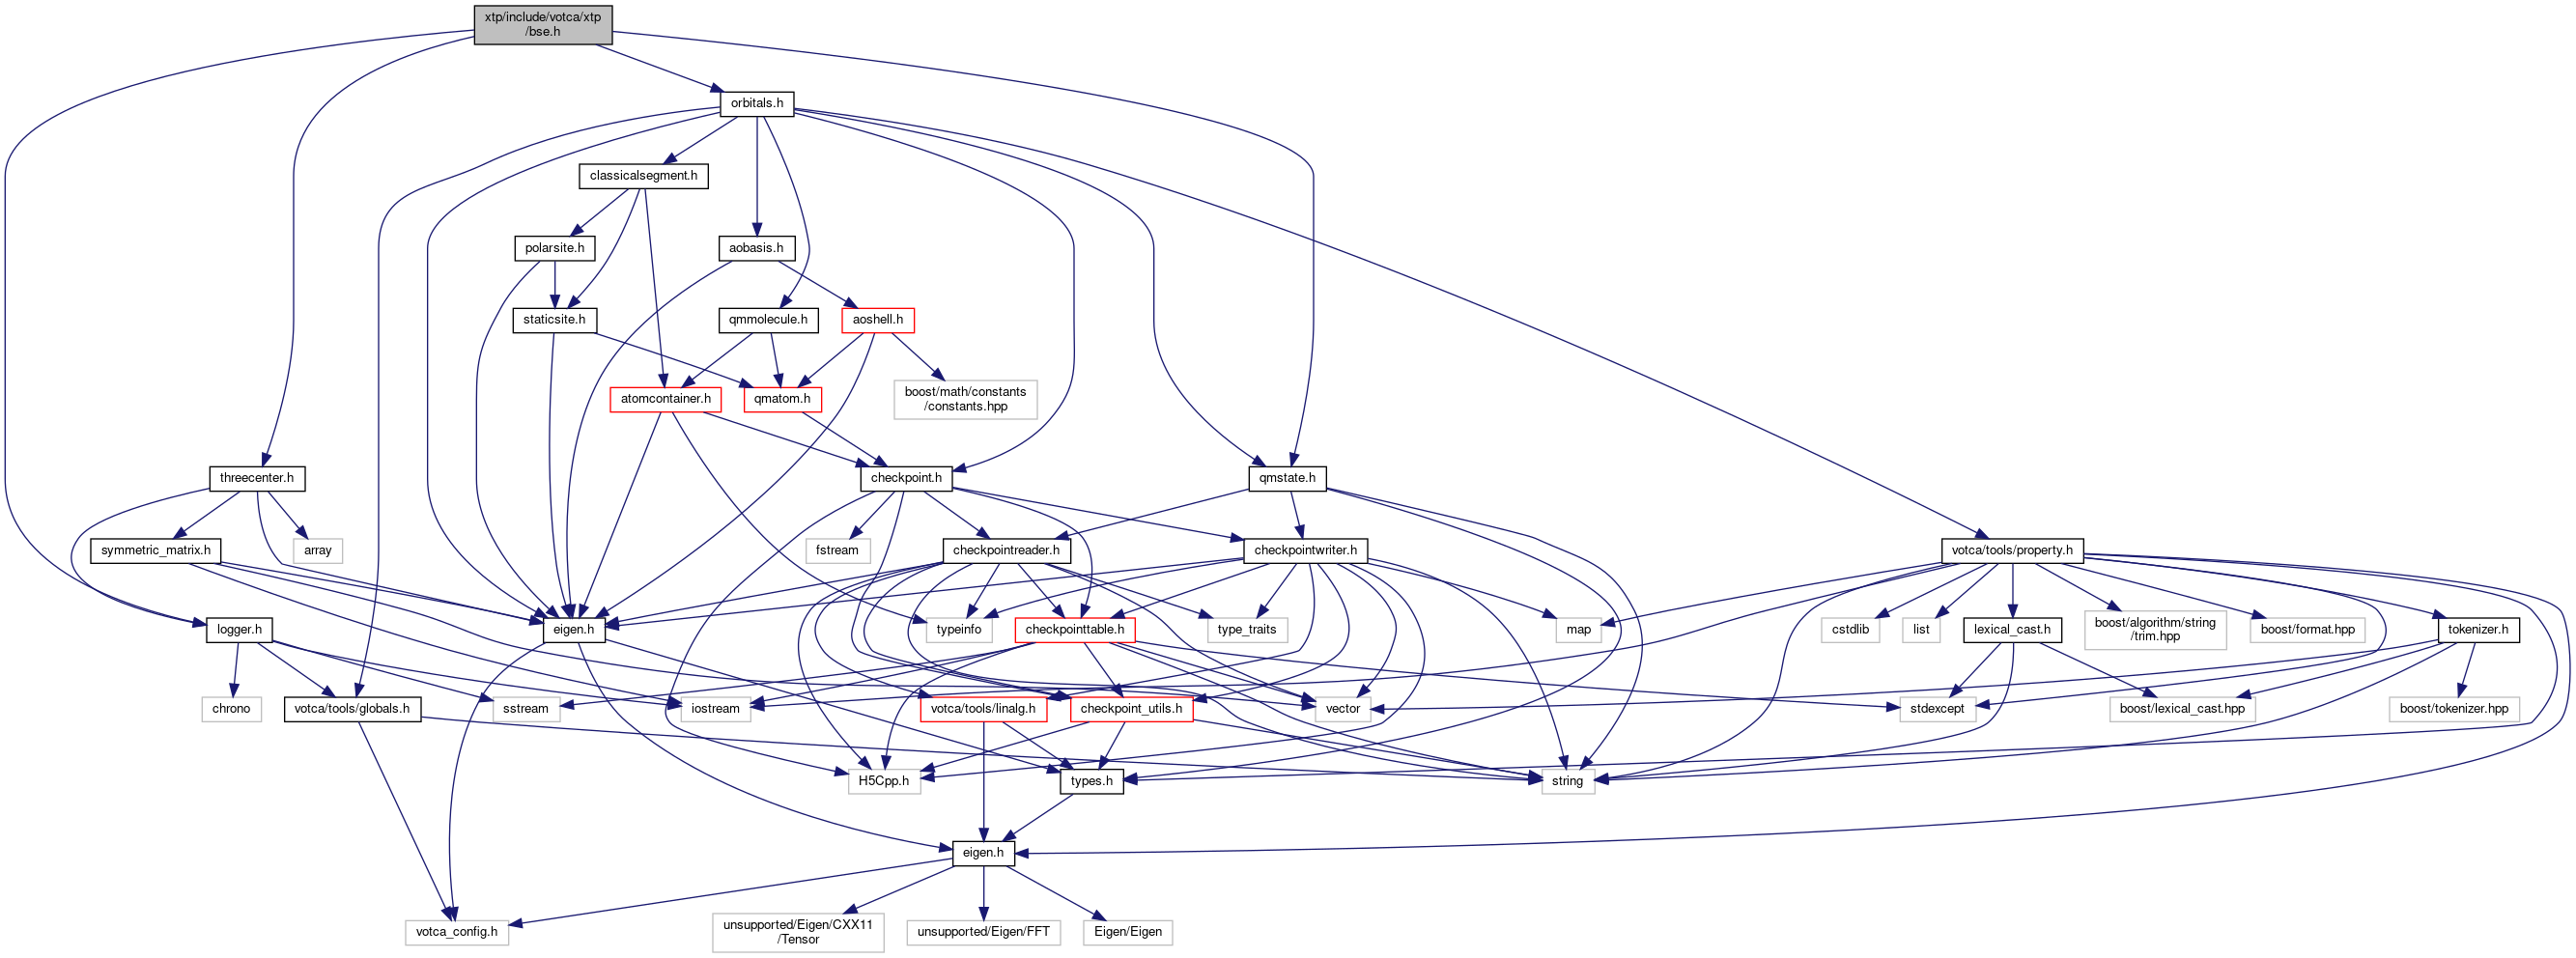 xtp/include/votca/xtp
/bse.h
orbitals.h
classicalsegment.h
polarsite.h
aobasis.h
staticsite.h
qmmolecule.h
aoshell.h
atomcontainer.h
qmatom.h
boost/math/constants
/constants.hpp
threecenter.h
checkpoint.h
qmstate.h
symmetric_matrix.h
array
fstream
checkpointreader.h
checkpointwriter.h
votca/tools/property.h
logger.h
eigen.h
typeinfo
checkpointtable.h
type_traits
map
cstdlib
list
lexical_cast.h
boost/algorithm/string
/trim.hpp
boost/format.hpp
tokenizer.h
chrono
votca/tools/globals.h
sstream
iostream
votca/tools/linalg.h
checkpoint_utils.h
vector
stdexcept
boost/lexical_cast.hpp
boost/tokenizer.hpp
H5Cpp.h
types.h
string
eigen.h
votca_config.h
unsupported/Eigen/CXX11
/Tensor
unsupported/Eigen/FFT
Eigen/Eigen